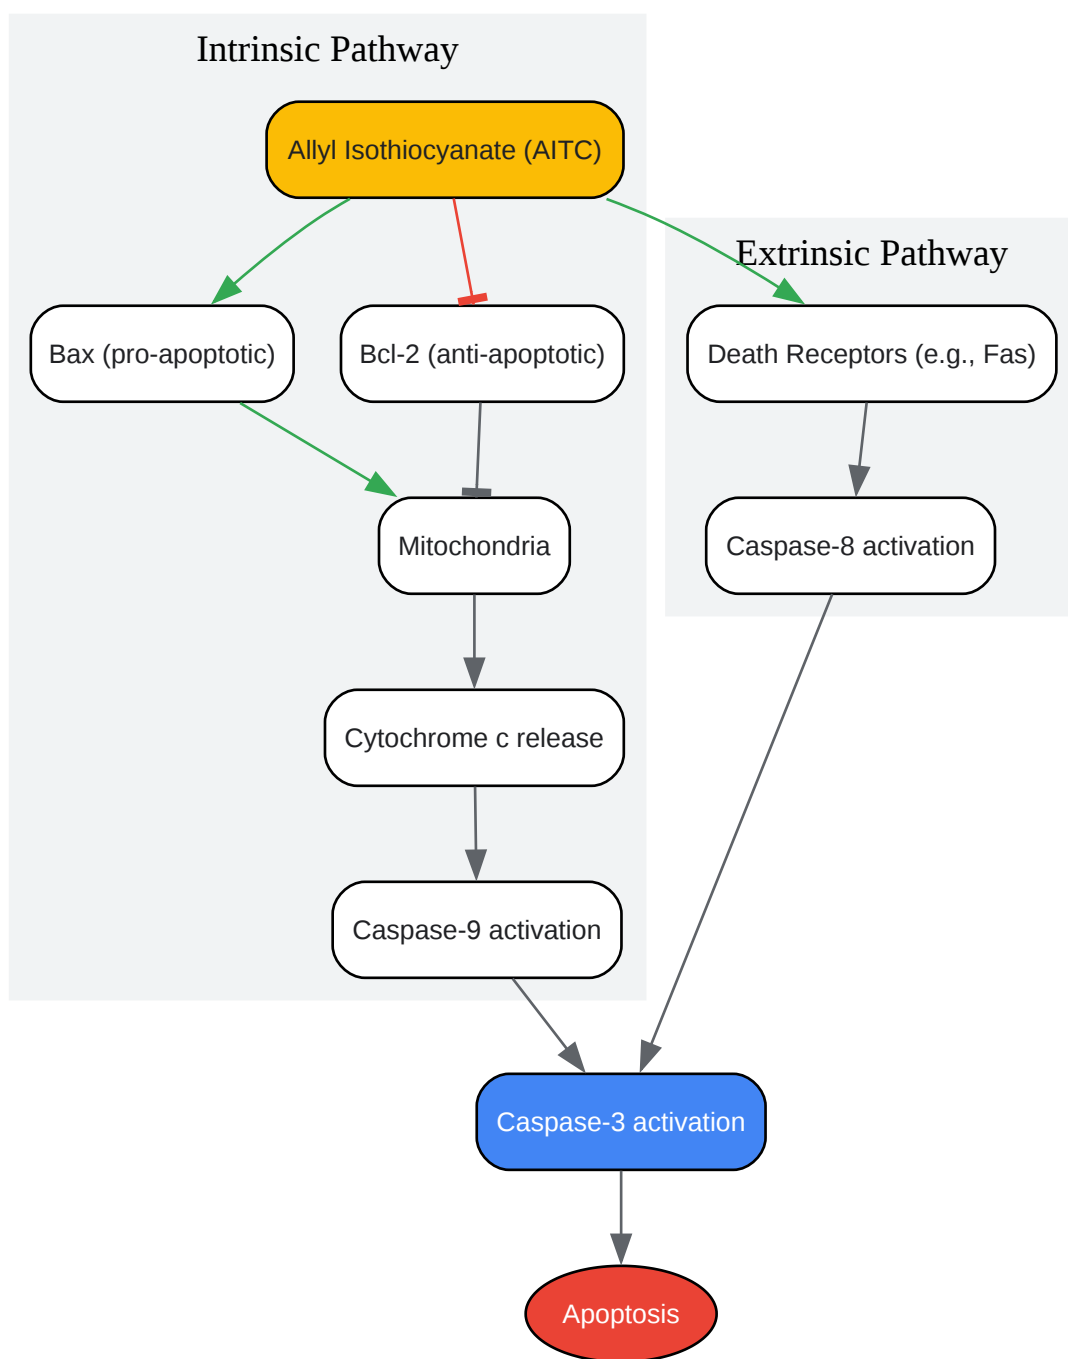 Intrinsic Pathway
Allyl Isothiocyanate (AITC)
Extrinsic Pathway
Bax (pro-apoptotic)
Bcl-2 (anti-apoptotic)
Death Receptors (e.g., Fas)
Mitochondria
Caspase-8 activation
Cytochrome c release
Caspase-9 activation
Caspase-3 activation
Apoptosis